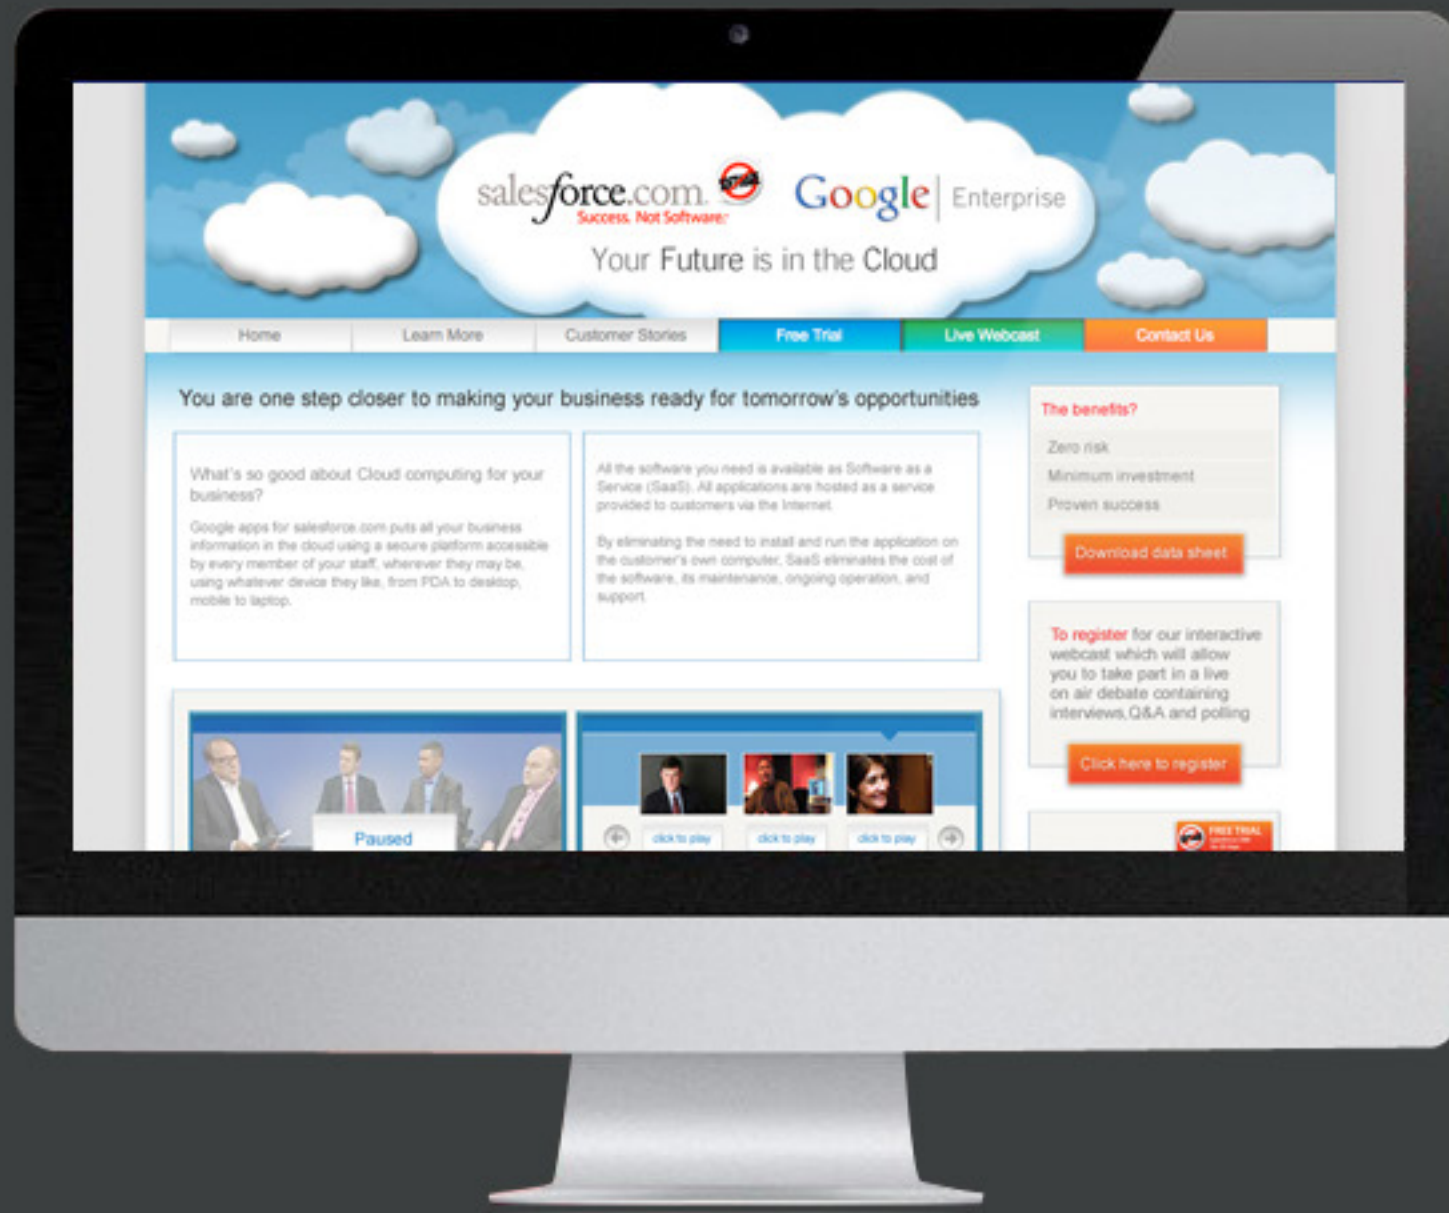 salesforce.com
Success. Not Software.
Google | Enterprise
Your Future is in the Cloud
Home
Learn More
Customer Stories
Free Trial
Live Webcast
Contact Us
You are one step closer to making your business ready for tomorrow's opportunities
What's so good about Cloud computing for your
business?
Google apps for salesforce.com puts all your business
information in the cloud using a secure platform accessible
by every member of your staff, wherever they may be,
using whatever device they like, from PDA to desktop,
mobile to laptop.
All the software you need is available as Software as a
Service (SaaS). All applications are hosted as a service
provided to customers via the Internet.
By eliminating the need to install and run the application on
the customer's own computer, SaaS eliminates the cost of
the software, its maintenance, ongoing operation, and
support.
The benefits?
Zero risk
Minimum investment
Proven success
Download data sheet
To register for our interactive
webcast which will allow
you to take part in a live
on air debate containing
interviews,Q&A and polling
Click here to register
Paused
click to play
click to play
click to play
FREE TRIAL